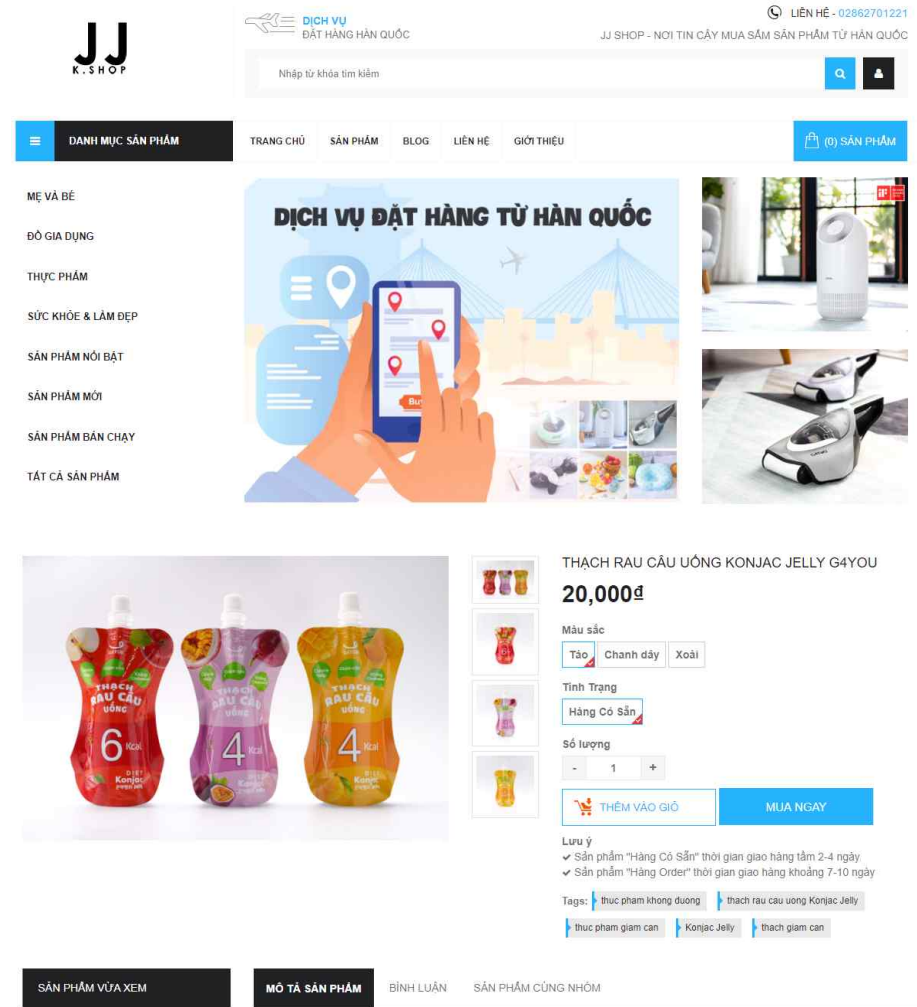 JJ
K.SHOP
DỊCH VỤ
ĐẶT HÀNG HÀN QUỐC
LIÊN HỆ - 02862701221
JJ SHOP - NƠI TIN CẬY MUA SẮM SẢN PHẨM TỪ HÀN QUỐC
Nhập từ khóa tìm kiếm
DANH MỤC SẢN PHẨM
TRANG CHỦ
SẢN PHẨM
BLOG
LIÊN HỆ
GIỚI THIỆU
(0) SẢN PHẨM
MẸ VÀ BÉ
ĐỒ GIA DỤNG
THỰC PHẨM
SỨC KHỎE & LÀM ĐẸP
SẢN PHẨM NỔI BẬT
SẢN PHẨM MỚI
SẢN PHẨM BÁN CHẠY
TẤT CẢ SẢN PHẨM
DỊCH VỤ ĐẶT HÀNG TỪ HÀN QUỐC
THẠCH RAU CÂU UỐNG KONJAC JELLY G4YOU
20,000₫
Màu sắc
Táo
Chanh dây
Xoài
Tình Trạng
Hàng Có Sẵn
Số lượng
- 1 +
THÊM VÀO GIỎ
MUA NGAY
Lưu ý
Sản phẩm "Hàng Có Sẵn" thời gian giao hàng tầm 2-4 ngày.
Sản phẩm "Hàng Order" thời gian giao hàng khoảng 7-10 ngày
Tags: thuc pham khong duong thach rau cau uong Konjac Jelly
thuc pham giam can Konjac Jelly thach giam can
THẠCH
RAU CÂU
UỐNG
6 Kcal
DIET
Konjac
THẠCH
RAU CÂU
UỐNG
4 Kcal
DIET
Konjac
THẠCH
RAU CÂU
UỐNG
4 Kcal
DIET
Konjac
SẢN PHẨM VỪA XEM
MÔ TẢ SẢN PHẨM
BÌNH LUẬN
SẢN PHẨM CÙNG NHÓM